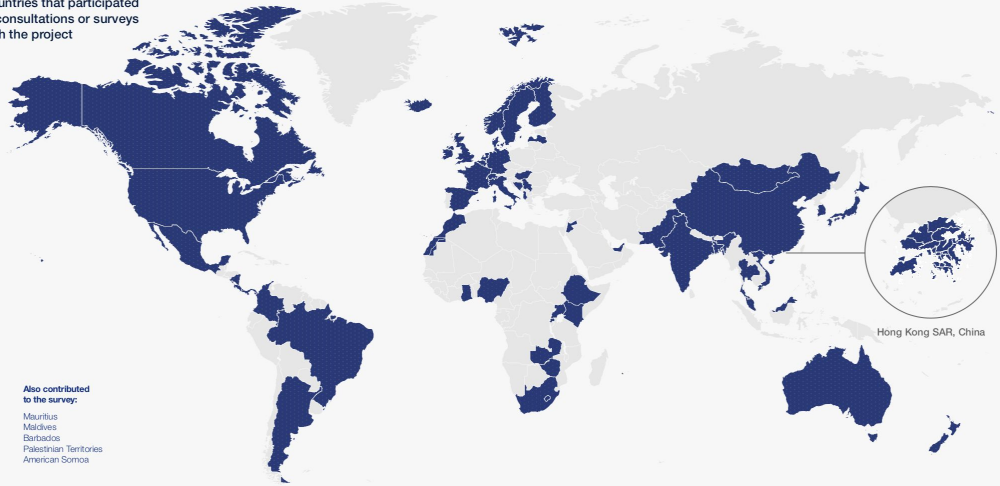 untries that participated
consultations or surveys
h the project
Hong Kong SAR, China
Also contributed
to the survey:
Mauritius
Maldives
Barbados
Palestinian Territories
American Somoa